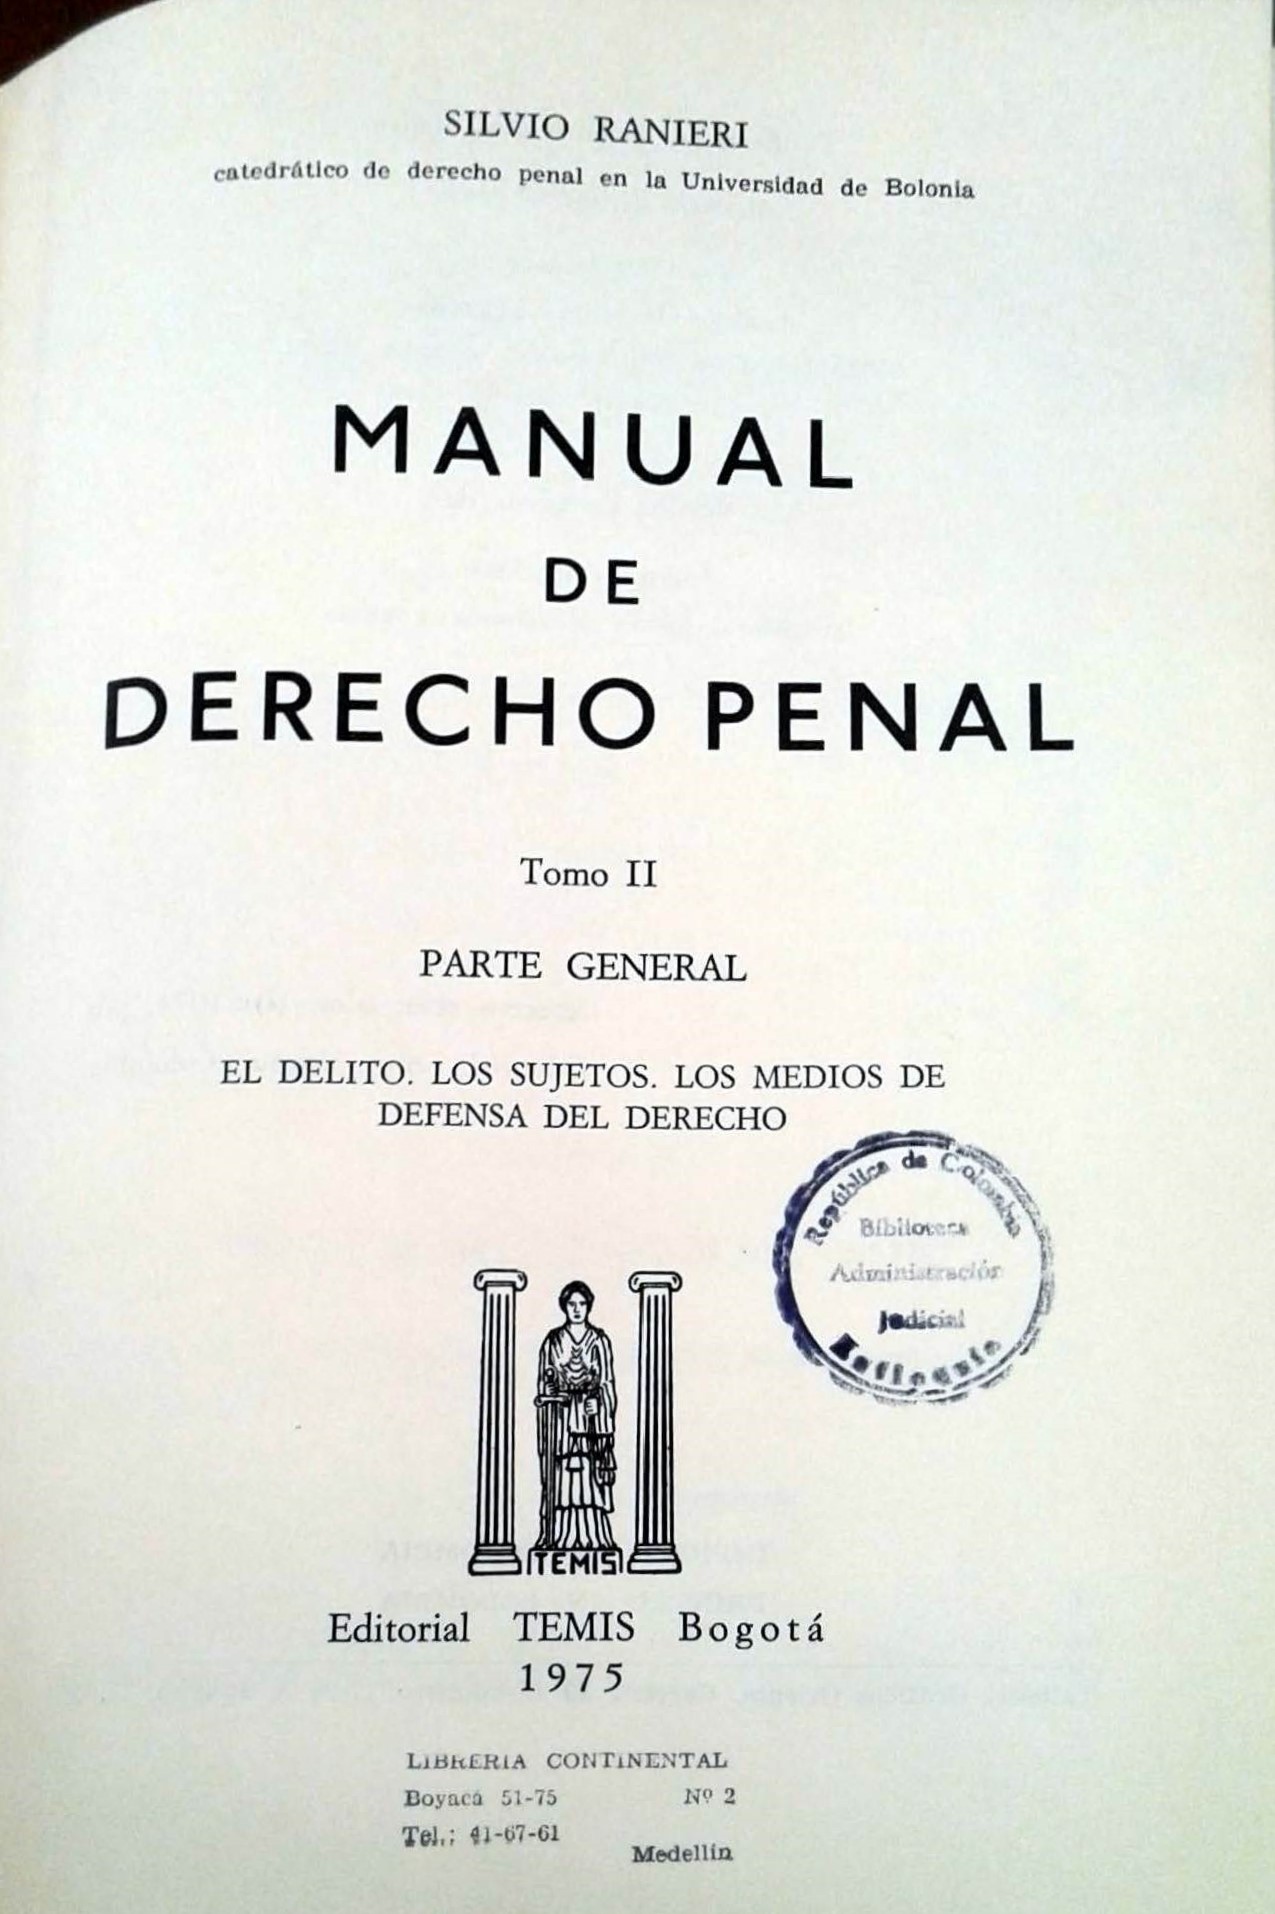 SILVIO RANIERI
catedrático de derecho penal en la Universidad de Bolonia
MANUAL
DE
DERECHO PENAL
Tomo II
PARTE GENERAL
EL DELITO. LOS SUJETOS. LOS MEDIOS DE
DEFENSA DEL DERECHO
República de Colombia
Biblioteca
Administración
Judicial
TEMIS
Editorial TEMIS Bogotá
1975
LIBRERIA CONTINENTAL
Boyacá 51-75 Nº 2
Tel.: 41-67-61
Medellín